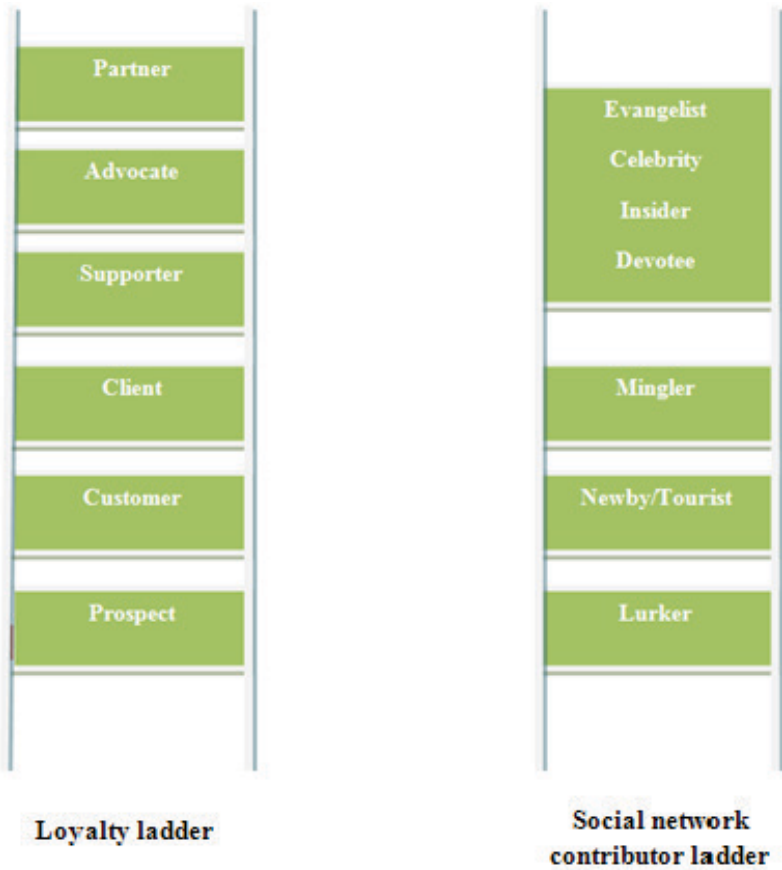 Partner
Advocate
Supporter
Client
Customer
Prospect
Loyalty ladder
Evangelist
Celebrity
Insider
Devotee
Mingler
Newby/Tourist
Lurker
Social network
contributor ladder